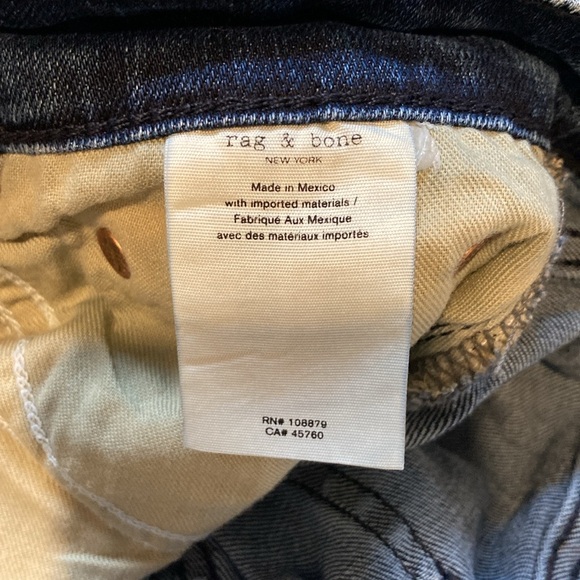 rag & bone
NEW YORK
Made in Mexico
with imported materials /
Fabriqué Aux Mexique
avec des matériaux importés
RN# 108879
CA# 45760